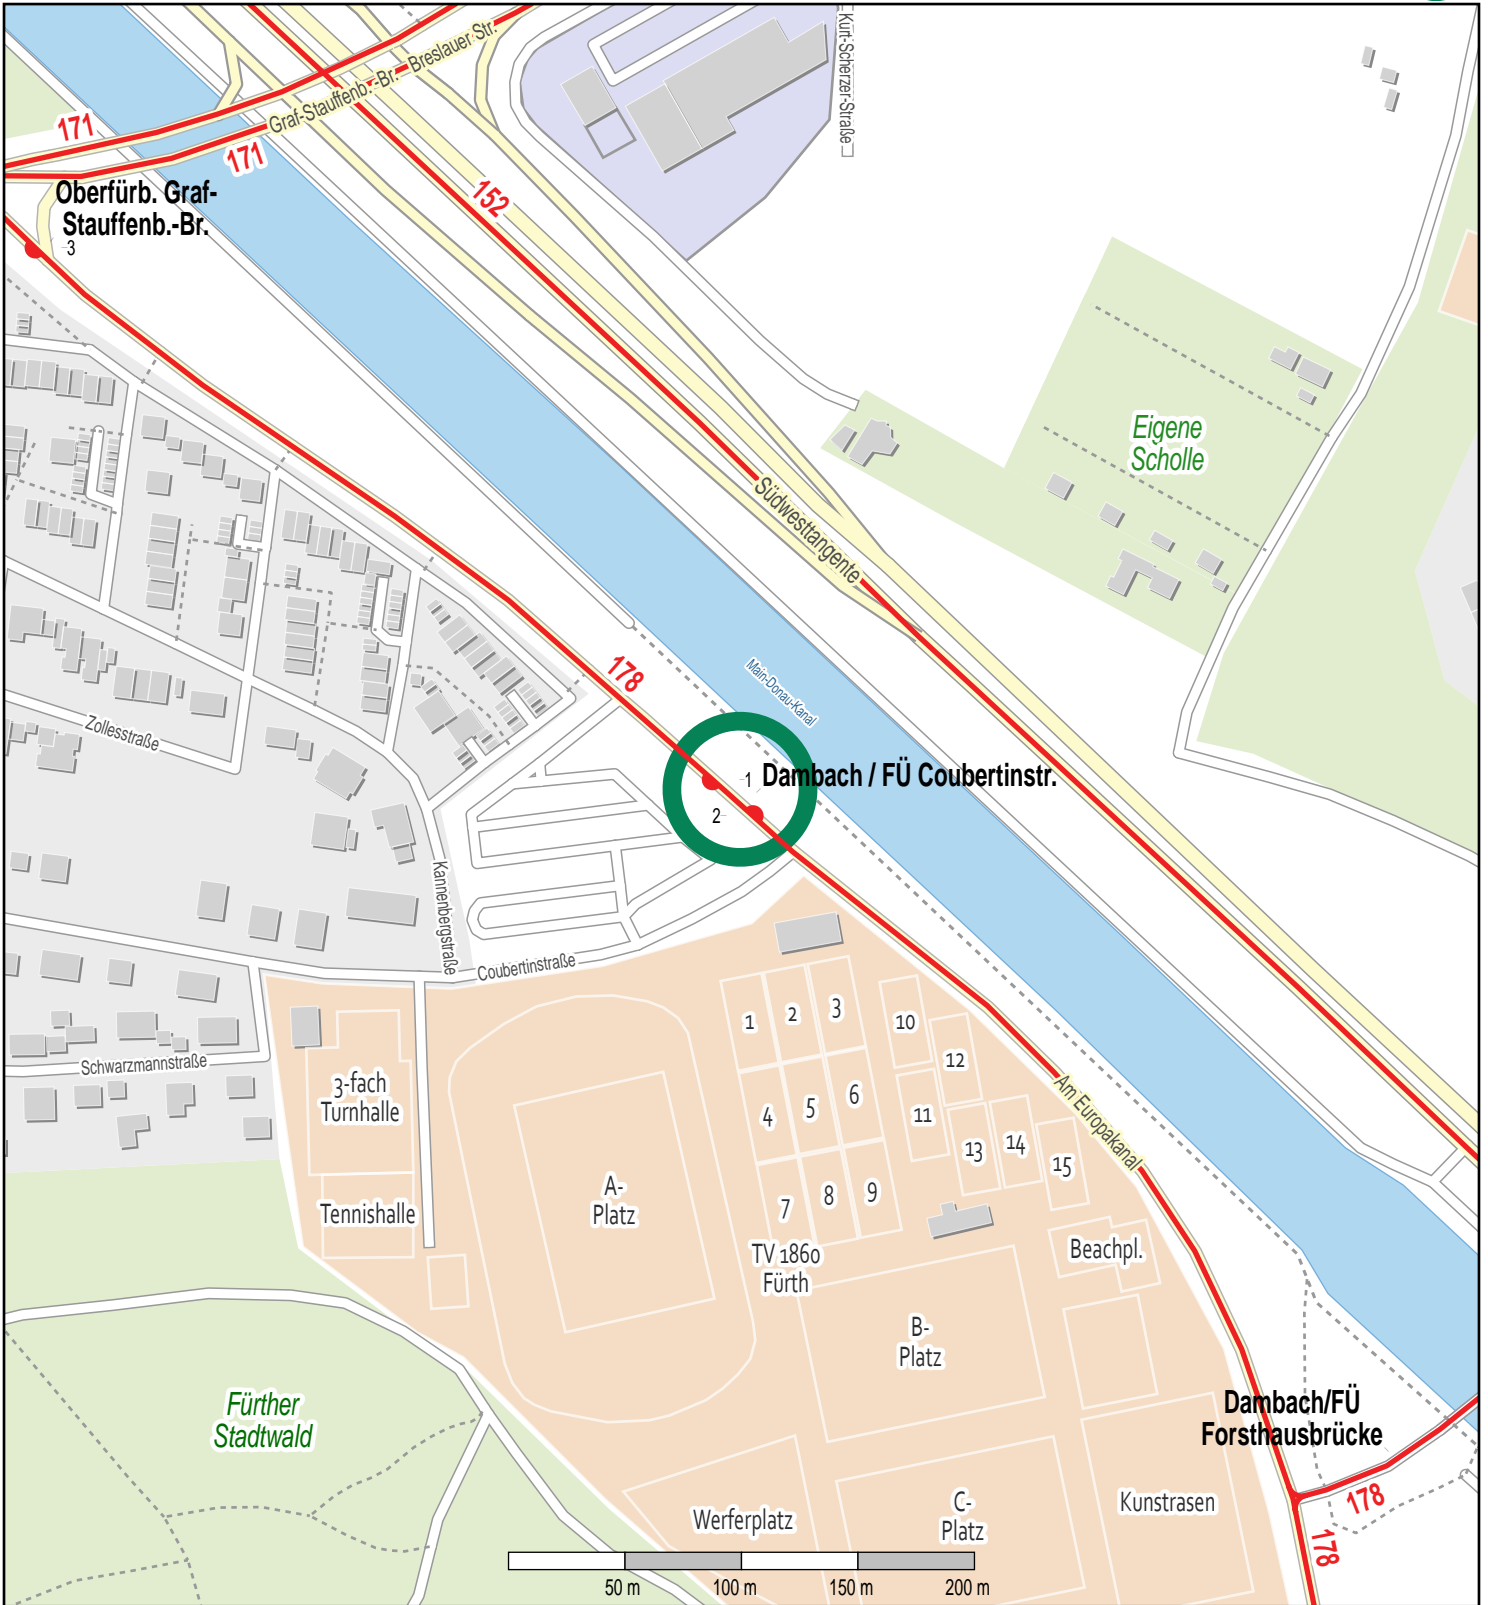 Kurt-Scherzer-Straße
Graf-Stauffenb.-Br.
Breslauer Str.
171
171
152
Oberfürb. Graf-
Stauffenb.-Br.
3
Eigene
Scholle
Südwesttangente
178
Main-Donau-Kanal
Zollesstraße
1
Dambach / FÜ Coubertinstr.
2
Kannenbergstraße
Coubertinstraße
Schwarzmannstraße
3-fach
Turnhalle
Tennishalle
A-
Platz
1
2
3
4
5
6
7
8
9
10
11
12
13
14
15
Am Europakanal
TV 1860
Fürth
Beachpl.
B-
Platz
Fürther
Stadtwald
Dambach/FÜ
Forsthausbrücke
Werferplatz
C-
Platz
Kunstrasen
178
178
50 m
100 m
150 m
200 m